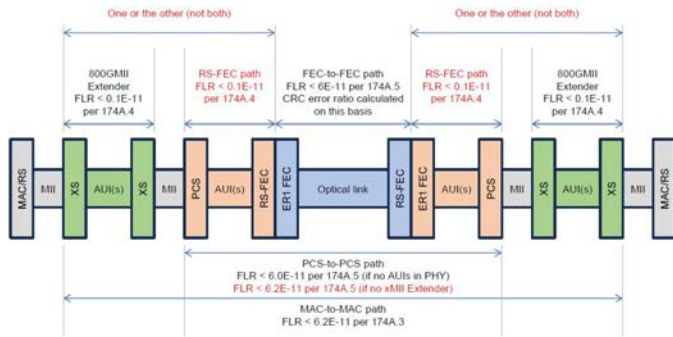 One or the other (not both)
One or the other (not both)
800GMII
Extender
FLR < 0.1E-11
per 174A.4
RS-FEC path
FLR < 0.1E-11
per 174A.4
FEC-to-FEC path
FLR < 6E-11 per 174A.5
CRC error ratio calculated
on this basis
RS-FEC path
FLR < 0.1E-11
per 174A.4
800GMII
Extender
FLR < 0.1E-11
per 174A.4
MAC/RS
MII
XS
AUI(s)
XS
MII
PCS
AUI(s)
RS-FEC
ER1 FEC
Optical link
RS-FEC
ER1 FEC
AUI(s)
PCS
MII
XS
AUI(s)
XS
MII
MAC/RS
PCS-to-PCS path
FLR < 6.0E-11 per 174A.5 (if no AUIs in PHY)
FLR < 6.2E-11 per 174A.5 (if no xMII Extender)
MAC-to-MAC path
FLR < 6.2E-11 per 174A.3